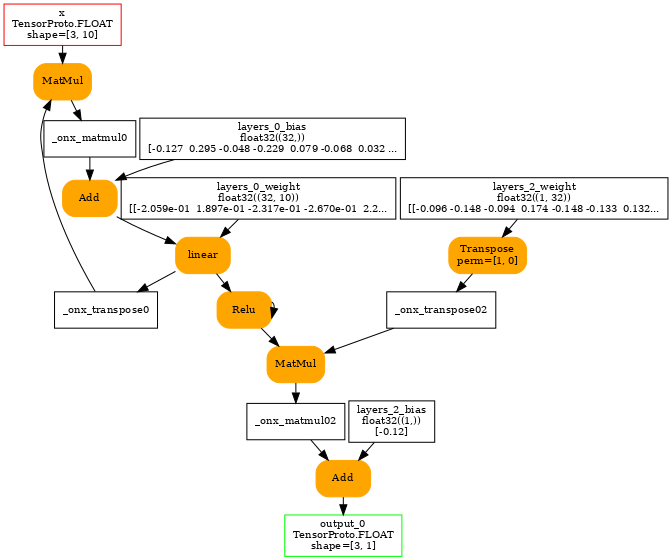 x
TensorProto.FLOAT
shape=[3, 10]
MatMul
_onx_matmul0
layers_0_bias
float32((32,))
[-0.127  0.295 -0.048 -0.229  0.079 -0.068  0.032 ...
Add
layers_0_weight
float32((32, 10))
[[-2.059e-01  1.897e-01 -2.317e-01 -2.670e-01  2.2...
layers_2_weight
float32((1, 32))
[[-0.096 -0.148 -0.094  0.174 -0.148 -0.133  0.132...
linear
Transpose
perm=[1, 0]
_onx_transpose0
Relu
_onx_transpose02
MatMul
_onx_matmul02
layers_2_bias
float32((1,))
[-0.12]
Add
output_0
TensorProto.FLOAT
shape=[3, 1]